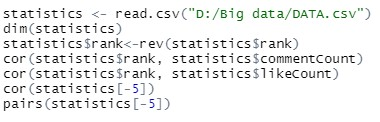 statistics <- read.csv("D:/Big data/DATA.csv")
dim(statistics)
statistics$rank<-rev(statistics$rank)
cor(statistics$rank, statistics$commentCount)
cor(statistics$rank, statistics$likeCount)
cor(statistics[-5])
pairs(statistics[-5])